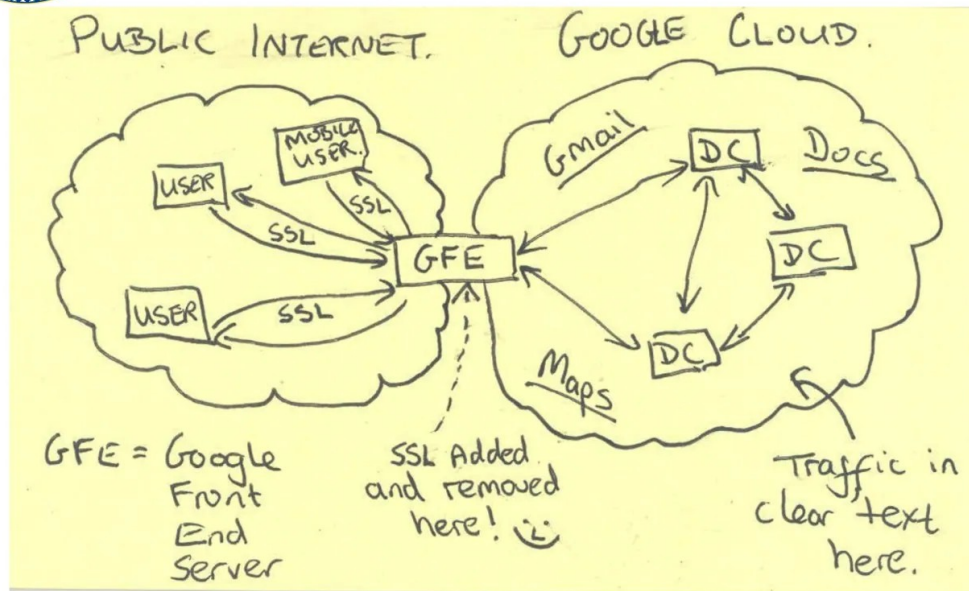 PUBLIC INTERNET.
GOOGLE CLOUD.
MOBILE
USER.
USER
SSL
SSL
USER
SSL
GFE
Gmail
DC
Docs
DC
DC
Maps
GFE = Google
Front
End
Server
SSL Added
and removed
here!
Traffic in
clear text
here.